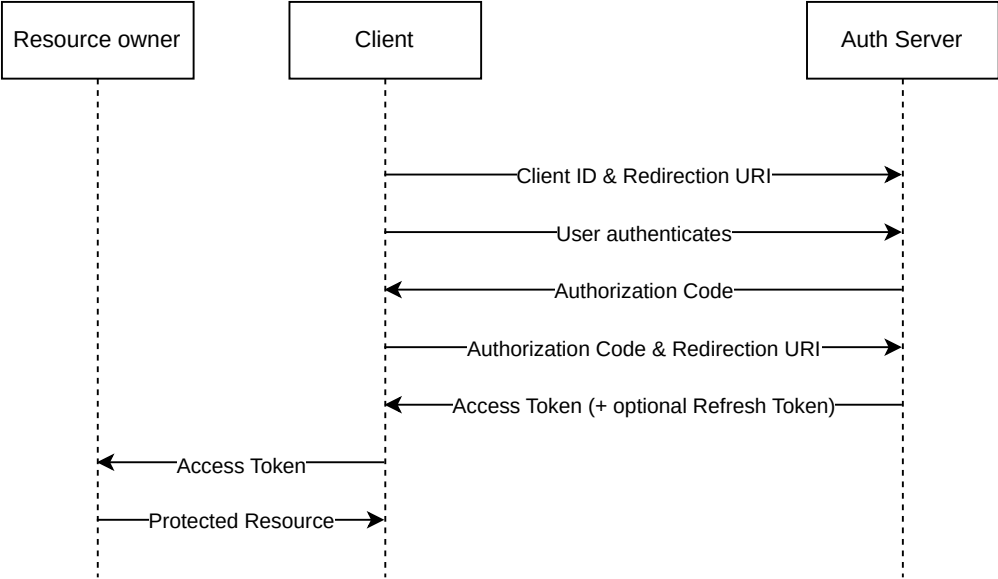 Resource owner
Client
Auth Server
Client ID & Redirection URI
User authenticates
Authorization Code
Authorization Code & Redirection URI
Access Token (+ optional Refresh Token)
Access Token
Protected Resource